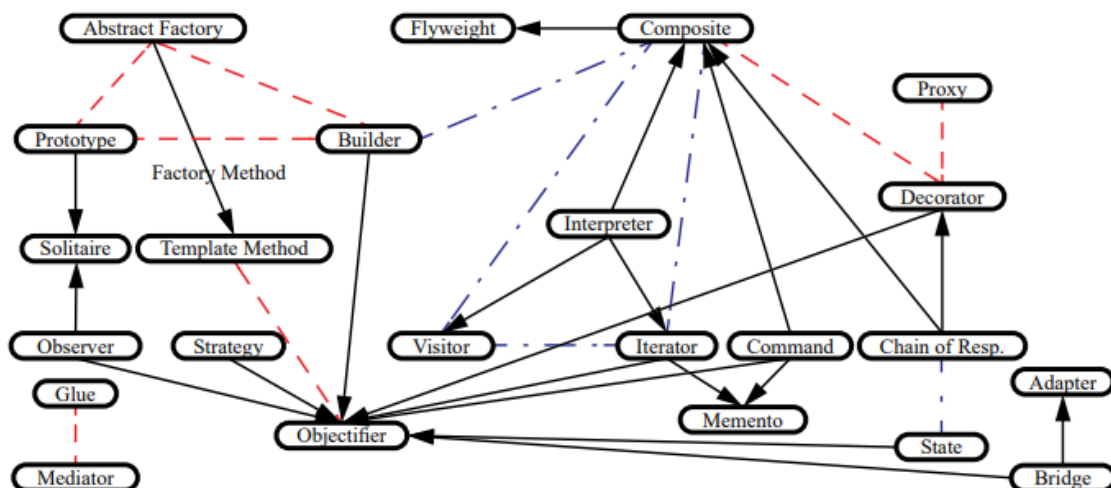 Abstract Factory
Flyweight
Composite
Proxy
Prototype
Builder
Factory Method
Decorator
Interpreter
Solitaire
Template Method
Observer
Strategy
Visitor
Iterator
Command
Chain of Resp.
Glue
Adapter
Memento
Objectifier
State
Mediator
Bridge